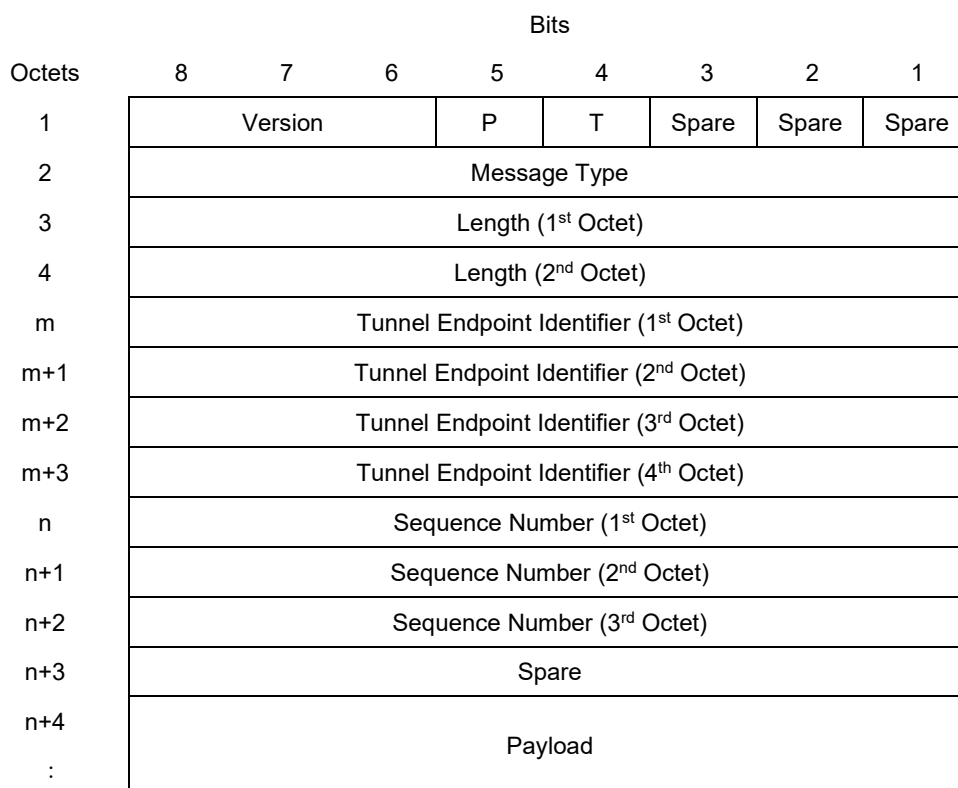 Bits
Octets 8 7 6 5 4 3 2 1
1 Version P T Spare Spare Spare
2 Message Type
3 Length (1st Octet)
4 Length (2nd Octet)
m Tunnel Endpoint Identifier (1st Octet)
m+1 Tunnel Endpoint Identifier (2nd Octet)
m+2 Tunnel Endpoint Identifier (3rd Octet)
m+3 Tunnel Endpoint Identifier (4th Octet)
n Sequence Number (1st Octet)
n+1 Sequence Number (2nd Octet)
n+2 Sequence Number (3rd Octet)
n+3 Spare
n+4
Payload
: